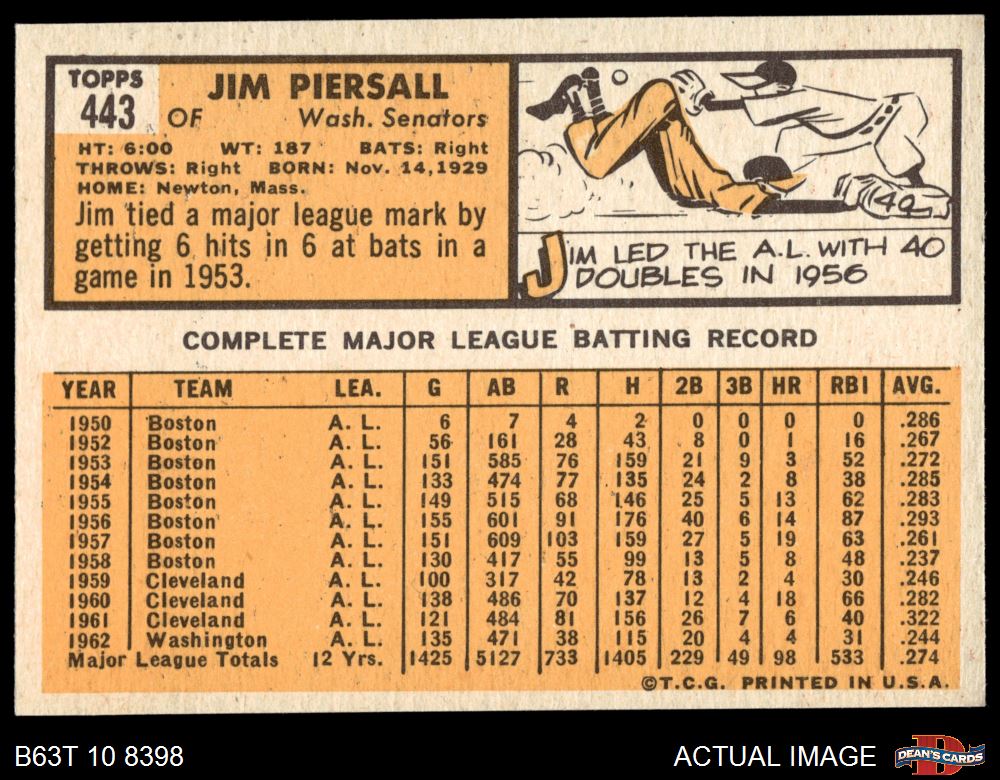 TOPPS
443
JIM PIERSALL
OF Wash. Senators
HT: 6:00 WT: 187 BATS: Right
THROWS: Right BORN: Nov. 14, 1929
HOME: Newton, Mass.
Jim tied a major league mark by
getting 6 hits in 6 at bats in a
game in 1953.
40
JIM LED THE A.L. WITH 40
DOUBLES IN 1956
COMPLETE MAJOR LEAGUE BATTING RECORD
YEAR TEAM LEA. G AB R H 2B 3B HR RBI AVG.
1950 Boston A. L. 6 7 4 2 0 0 0 0 .286
1952 Boston A. L. 56 161 28 43 8 0 1 16 .267
1953 Boston A. L. 151 585 76 159 21 9 3 52 .272
1954 Boston A. L. 133 474 77 135 24 2 8 38 .285
1955 Boston A. L. 149 515 68 146 25 5 13 62 .283
1956 Boston A. L. 155 601 91 176 40 6 14 87 .293
1957 Boston A. L. 151 609 103 159 27 5 19 63 .261
1958 Boston A. L. 130 417 55 99 13 5 8 48 .237
1959 Cleveland A. L. 100 317 42 78 13 2 4 30 .246
1960 Cleveland A. L. 138 486 70 137 12 4 18 66 .282
1961 Cleveland A. L. 121 484 81 156 26 7 6 40 .322
1962 Washington A. L. 135 471 38 115 20 4 4 31 .244
Major League Totals 12 Yrs. 1425 5127 733 1405 229 49 98 533 .274
©T.C.G. PRINTED IN U.S.A.
B63T 10 8398
ACTUAL IMAGE
DEAN'S CARDS